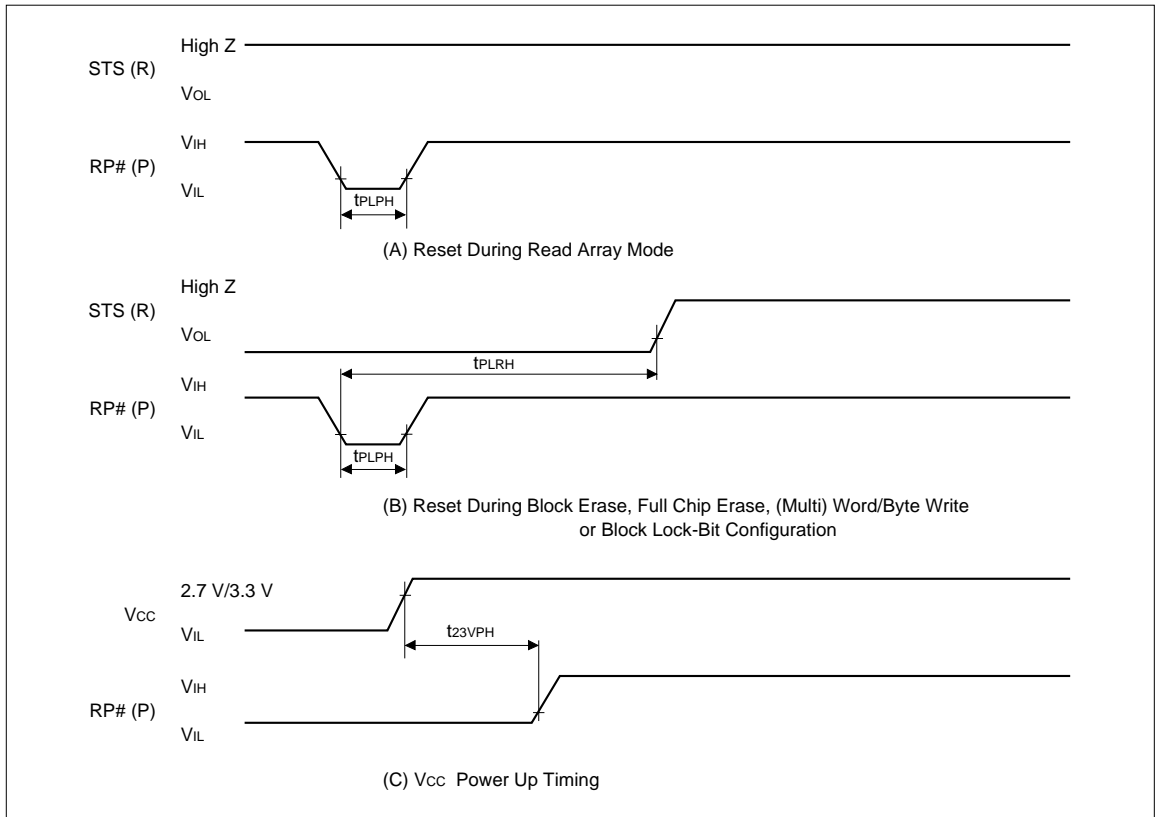 High Z
STS (R)
VOL
VIH
RP# (P)
VIL
tPLPH
(A) Reset During Read Array Mode
High Z
STS (R)
VOL
tPLRH
VIH
RP# (P)
VIL
tPLPH
(B) Reset During Block Erase, Full Chip Erase, (Multi) Word/Byte Write
or Block Lock-Bit Configuration
2.7 V/3.3 V
VCC
VIL
t23VPH
VIH
RP# (P)
VIL
(C) VCC Power Up Timing